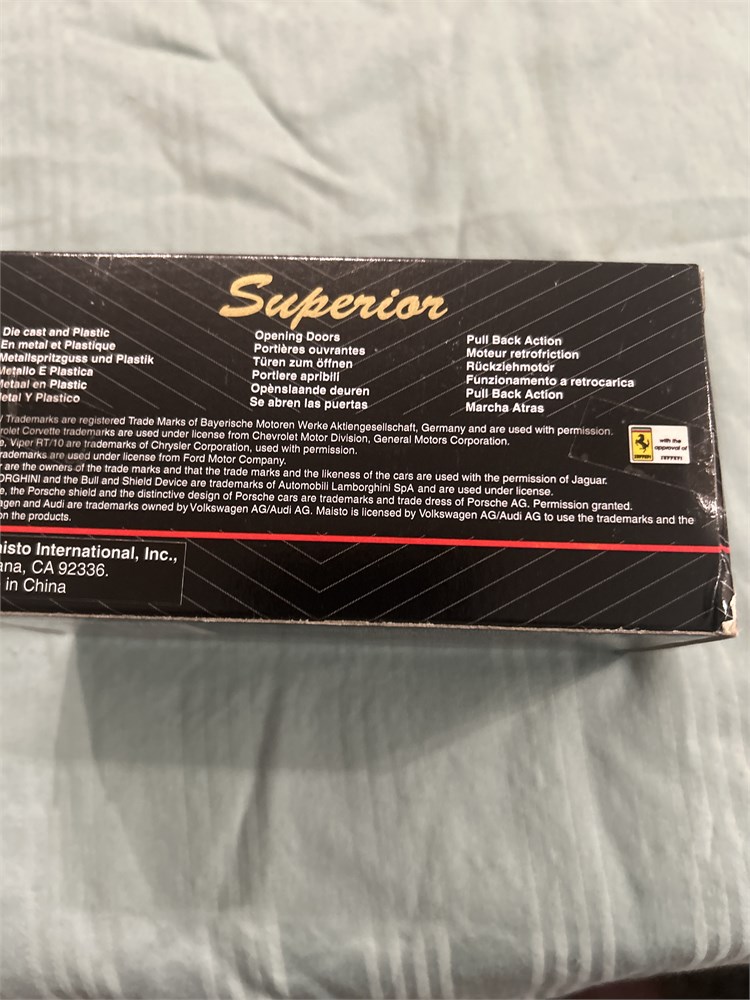 Superior
Die cast and Plastic
En metal et Plastique
Metallspritzguss und Plastik
Metallo E Plastica
Metaal en Plastic
Metal Y Plastico
Opening Doors
Portières ouvrantes
Türen zum öffnen
Portiere apribili
Opènslaande deuren
Se abren las puertas
Pull Back Action
Moteur retrofriction
Rückziehmotor
Funzionamento a retrocarica
Pull Back Action
Marcha Atras
Trademarks are registered Trade Marks of Bayerische Motoren Werke Aktiengesellschaft, Germany and are used with permission.
rolet Corvette trademarks are used under license from Chevrolet Motor Division, General Motors Corporation.
e, Viper RT/10 are trademarks of Chrysler Corporation, used with permission.
rademarks are used under license from Ford Motor Company.
r are the owners of the trade marks and that the trade marks and the likeness of the cars are used with the permission of Jaguar.
ORGHINI and the Bull and Shield Device are trademarks of Automobili Lamborghini SpA and are used under license.
e, the Porsche shield and the distinctive design of Porsche cars are trademarks and trade dress of Porsche AG. Permission granted.
agen and Audi are trademarks owned by Volkswagen AG/Audi AG. Maisto is licensed by Volkswagen AG/Audi AG to use the trademarks and the
on the products.
with the
approval of
Ferrari
aisto International, Inc.,
ana, CA 92336.
in China